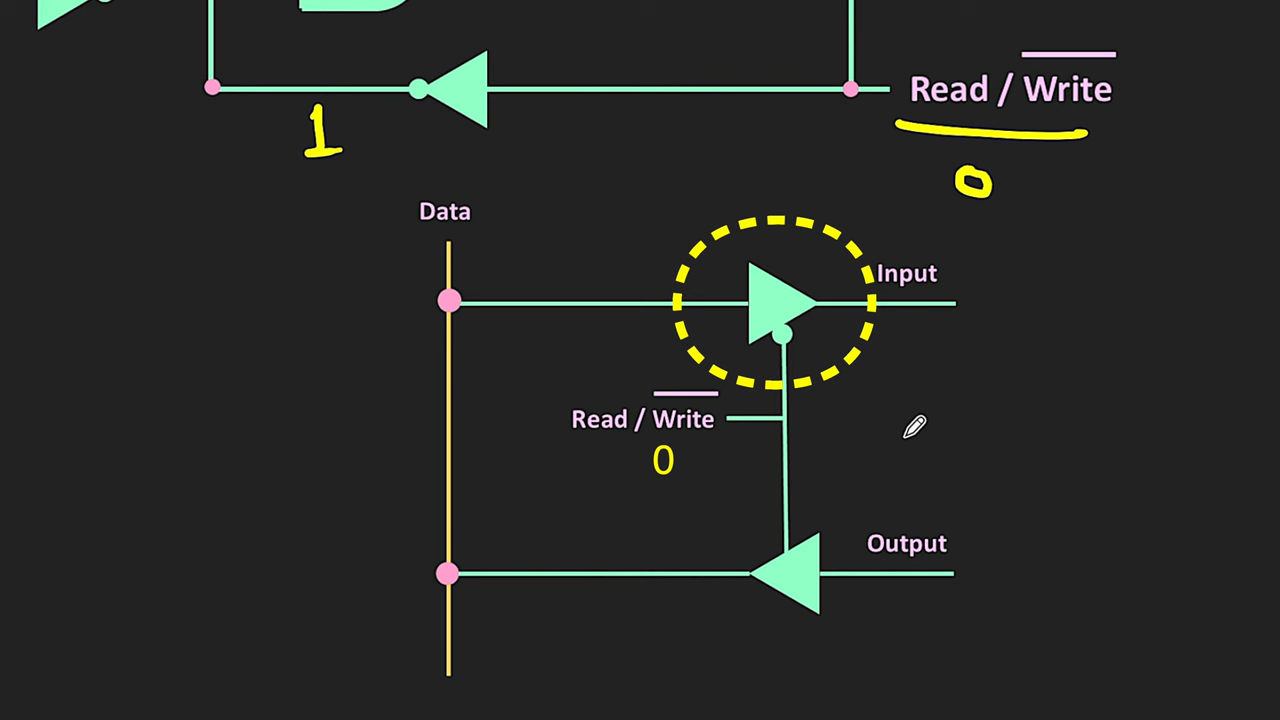 Read / Write
1
0
Data
Input
Read / Write
0
Output